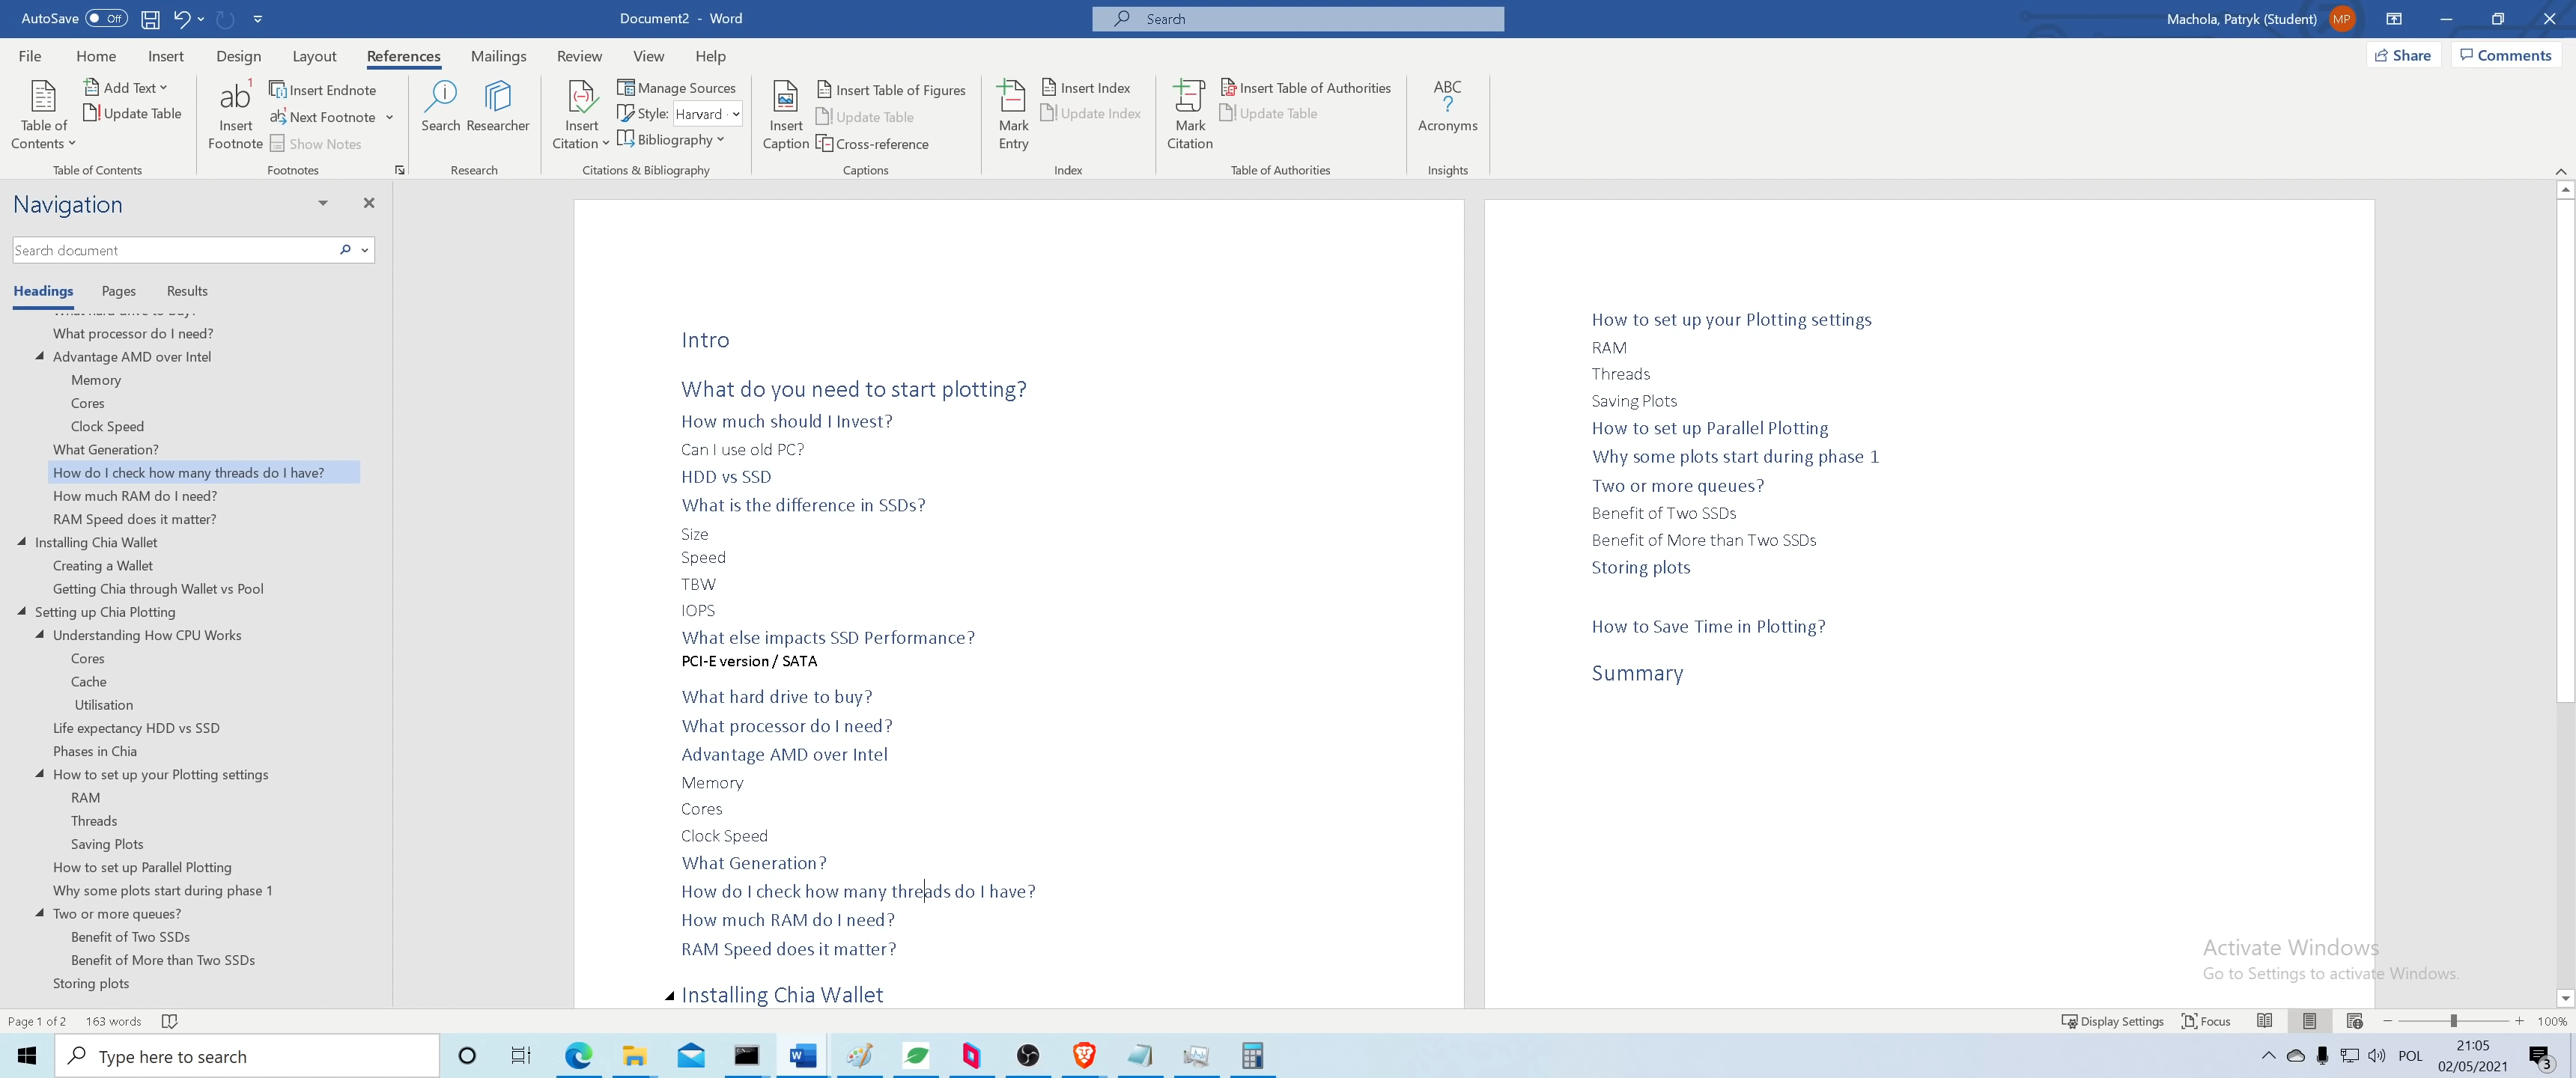 AutoSave Off Document2 - Word Search Machola, Patryk (Student) MP
File Home Insert Design Layout References Mailings Review View Help Share Comments
Table of Contents
Add Text
Update Table
Table of Contents
ab 1
Insert Footnote
Insert Endnote
Next Footnote
Show Notes
Footnotes
Search
Researcher
Research
Insert Citation
Manage Sources
Style: Harvard
Bibliography
Citations & Bibliography
Insert Caption
Insert Table of Figures
Update Table
Cross-reference
Captions
Mark Entry
Insert Index
Update Index
Index
Mark Citation
Insert Table of Authorities
Update Table
Table of Authorities
ABC
?
Acronyms
Insights
Navigation
Search document
Headings Pages Results
What hard drive to buy?
What processor do I need?
Advantage AMD over Intel
Memory
Cores
Clock Speed
What Generation?
How do I check how many threads do I have?
How much RAM do I need?
RAM Speed does it matter?
Installing Chia Wallet
Creating a Wallet
Getting Chia through Wallet vs Pool
Setting up Chia Plotting
Understanding How CPU Works
Cores
Cache
Utilisation
Life expectancy HDD vs SSD
Phases in Chia
How to set up your Plotting settings
RAM
Threads
Saving Plots
How to set up Parallel Plotting
Why some plots start during phase 1
Two or more queues?
Benefit of Two SSDs
Benefit of More than Two SSDs
Storing plots
Intro
What do you need to start plotting?
How much should I Invest?
Can I use old PC?
HDD vs SSD
What is the difference in SSDs?
Size
Speed
TBW
IOPS
What else impacts SSD Performance?
PCI-E version / SATA
What hard drive to buy?
What processor do I need?
Advantage AMD over Intel
Memory
Cores
Clock Speed
What Generation?
How do I check how many threads do I have?
How much RAM do I need?
RAM Speed does it matter?
Installing Chia Wallet
How to set up your Plotting settings
RAM
Threads
Saving Plots
How to set up Parallel Plotting
Why some plots start during phase 1
Two or more queues?
Benefit of Two SSDs
Benefit of More than Two SSDs
Storing plots
How to Save Time in Plotting?
Summary
Activate Windows
Go to Settings to activate Windows.
Page 1 of 2 163 words Display Settings Focus 100%
Type here to search POL 21:05
02/05/2021 3